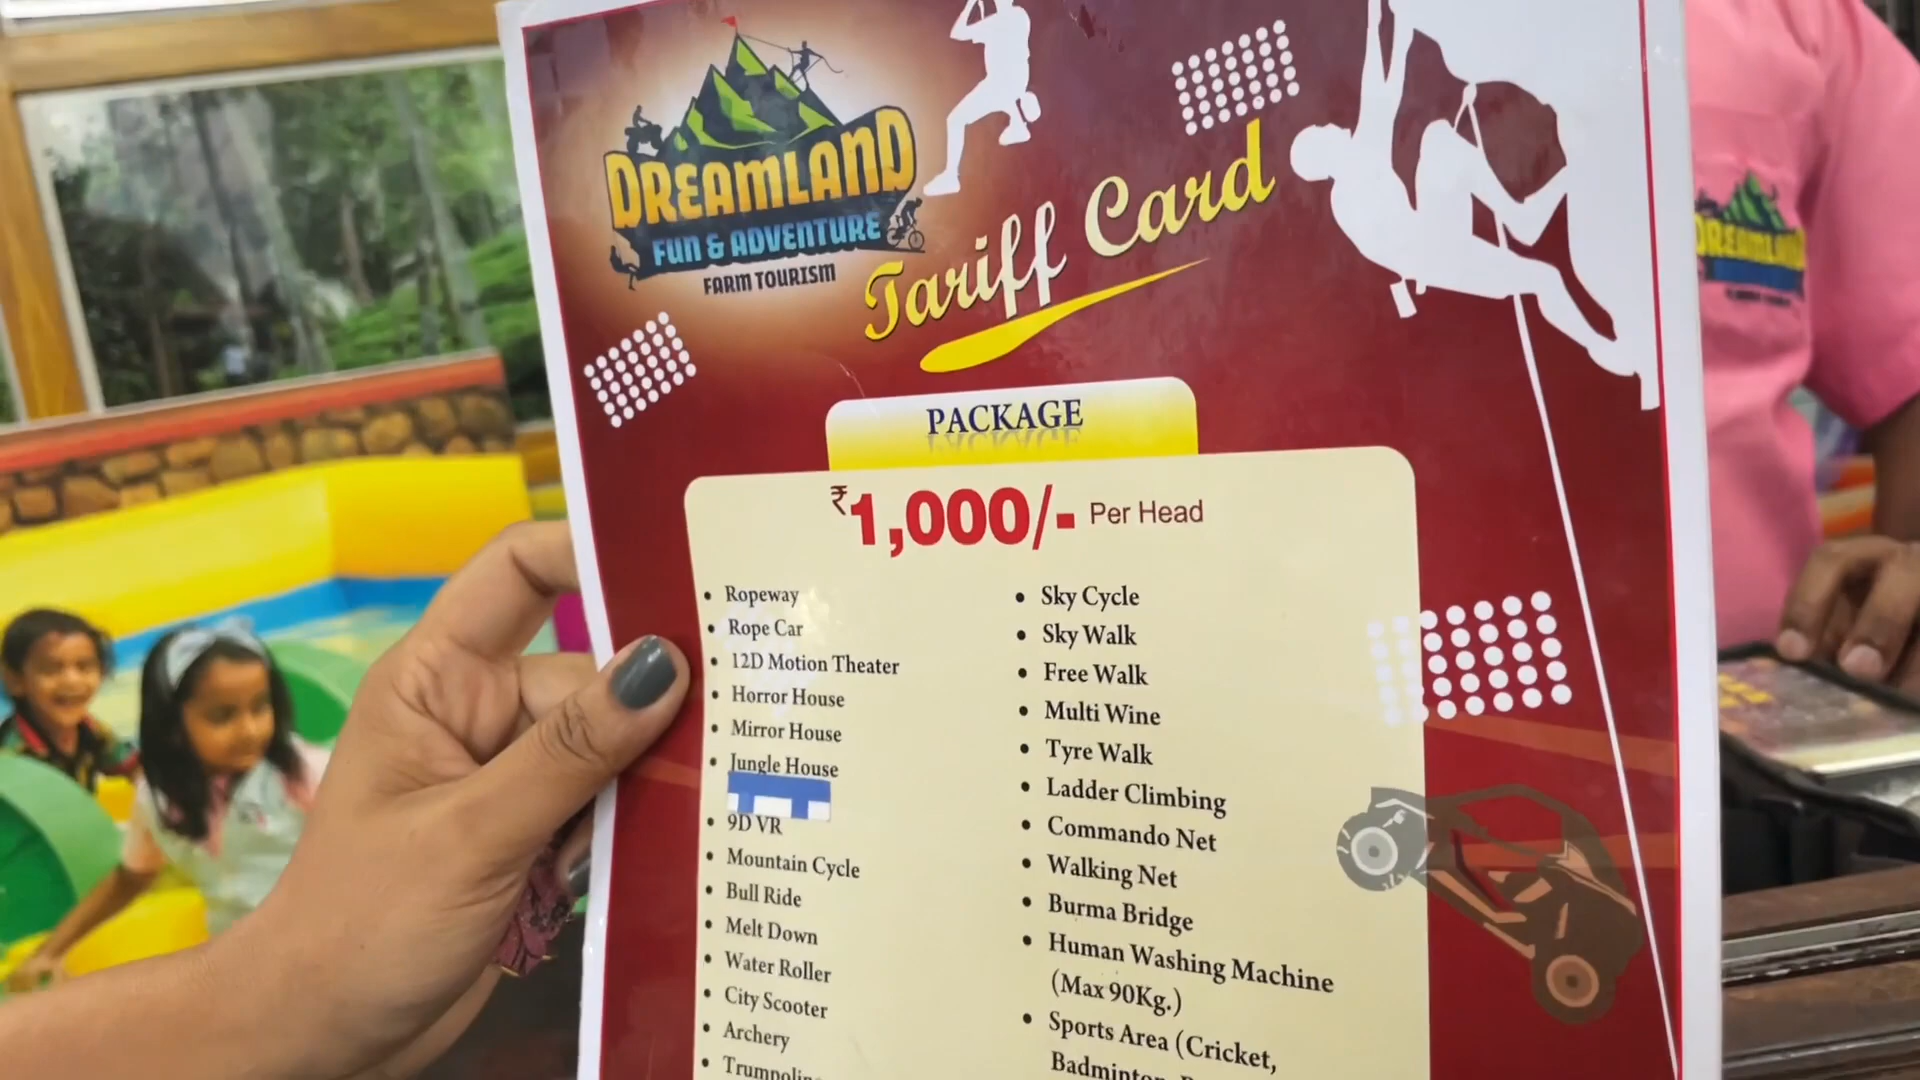 DREAMLAND
FUN & ADVENTURE
FARM TOURISM
Tariff Card
PACKAGE
₹1,000/- Per Head
• Ropeway
• Rope Car
• 12D Motion Theater
• Horror House
• Mirror House
• Jungle House
• 9D VR
• Mountain Cycle
• Bull Ride
• Melt Down
• Water Roller
• City Scooter
• Archery
• Sky Cycle
• Sky Walk
• Free Walk
• Multi Wine
• Tyre Walk
• Ladder Climbing
• Commando Net
• Walking Net
• Burma Bridge
• Human Washing Machine
(Max 90Kg.)
• Sports Area (Cricket,
DREAMLAND